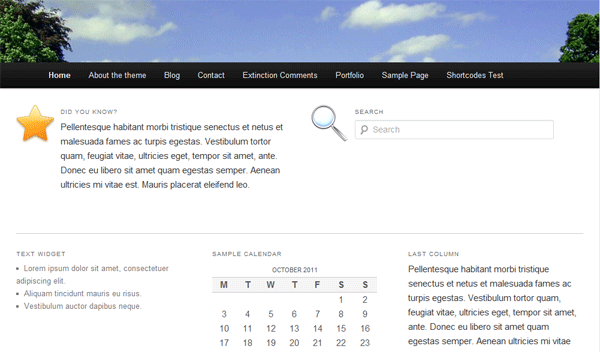 Home About the theme Blog Contact Extinction Comments Portfolio Sample Page Shortcodes Test
DID YOU KNOW?
Pellentesque habitant morbi tristique senectus et netus et
malesuada fames ac turpis egestas. Vestibulum tortor
quam, feugiat vitae, ultricies eget, tempor sit amet, ante.
Donec eu libero sit amet quam egestas semper. Aenean
ultricies mi vitae est. Mauris placerat eleifend leo.
SEARCH
Search
TEXT WIDGET
Lorem ipsum dolor sit amet, consectetuer
adipiscing elit.
Aliquam tincidunt mauris eu risus.
Vestibulum auctor dapibus neque.
SAMPLE CALENDAR
OCTOBER 2011
M T W T F S S
1 2
3 4 5 6 7 8 9
10 11 12 13 14 15 16
17 18 19 20 21 22 23
LAST COLUMN
Pellentesque habitant morbi tristique
senectus et netus et malesuada fames ac
turpis egestas. Vestibulum tortor quam,
feugiat vitae, ultricies eget, tempor sit
amet, ante. Donec eu libero sit amet quam
egestas semper. Aenean ultricies mi vitae